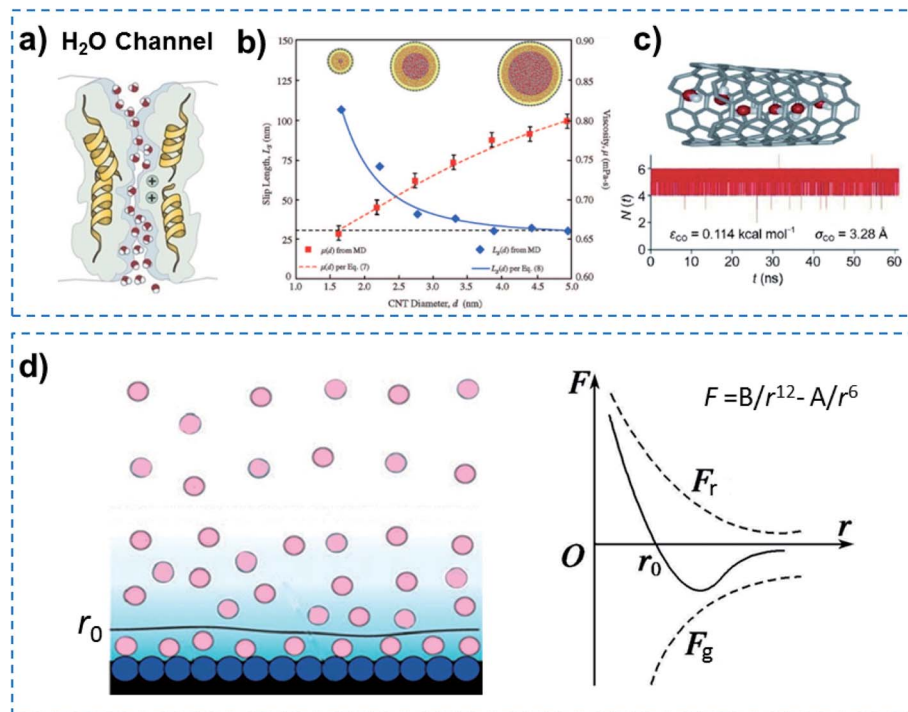 a) H₂O Channel
b)
150
125
100
75
50
25
0
Slip Length, Lₛ (nm)
0.90
0.85
0.80
0.75
0.70
0.65
0.60
Viscosity, μ (mPa-s)
μ(d) from MD
Lₛ(d) from MD
μ(d) per Eq. (7)
Lₛ(d) per Eq. (8)
1.0 1.5 2.0 2.5 3.0 3.5 4.0 4.5 5.0
CNT Diameter, d (nm)
c)
6
4
2
0
N (t)
εCO = 0.114 kcal mol⁻¹ σCO = 3.28 Å
0 10 20 30 40 50 60
t (ns)
d)
r₀
F
F =B/r¹²- A/r⁶
Fr
r
O
r₀
Fg